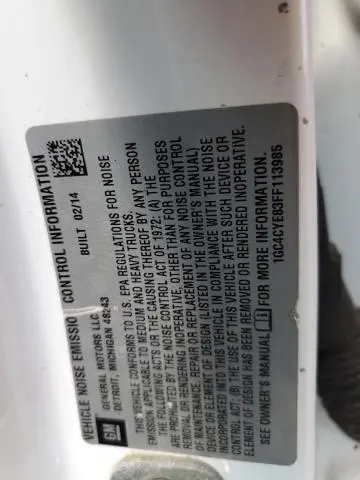 VEHICLE NOISE EMISSIO CONTROL INFORMATION
GM
GENERAL MOTORS LLC
DETROIT, MICHIGAN 48243
BUILT 02/14
THIS VEHICLE CONFORMS TO U.S. EPA REGULATIONS FOR NOISE
EMISSION APPLICABLE TO MEDIUM AND HEAVY TRUCKS.
THE FOLLOWING ACTS OR THE CAUSING THEREOF BY ANY PERSON
ARE PROHIBITED BY THE NOISE CONTROL ACT OF 1972: (A) THE
REMOVAL OR RENDERING INOPERATIVE, OTHER THAN FOR PURPOSES
OF MAINTENANCE, REPAIR OR REPLACEMENT OF ANY NOISE CONTROL
DEVICE OR ELEMENT OF DESIGN (LISTED IN THE OWNER'S MANUAL)
INCORPORATED INTO THIS VEHICLE IN COMPLIANCE WITH THE NOISE
CONTROL ACT, (B) THE USE OF THIS VEHICLE AFTER SUCH DEVICE OR
ELEMENT OF DESIGN HAS BEEN REMOVED OR RENDERED INOPERATIVE.
SEE OWNER'S MANUAL FOR MORE INFORMATION.
1GC4CYE83FF113985